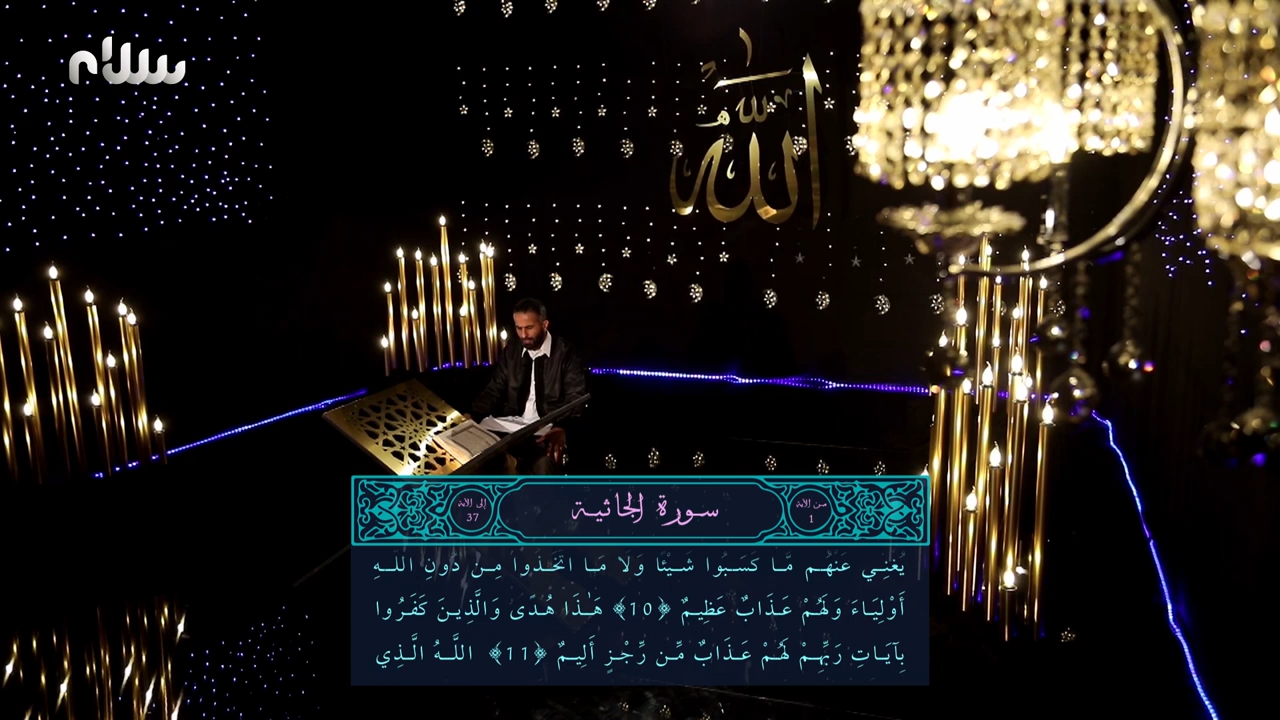 سلام
اللّٰه
من الآية
1
سورة الجاثية
إلى الآية
37
يُغْنِي عَنْهُم مَّا كَسَبُوا شَيْئًا وَلَا مَا اتَّخَذُوا مِن دُونِ اللَّهِ
أَوْلِيَاءَ وَلَهُمْ عَذَابٌ عَظِيمٌ ﴿10﴾ هَٰذَا هُدًى وَالَّذِينَ كَفَرُوا
بِآيَاتِ رَبِّهِمْ لَهُمْ عَذَابٌ مِّن رِّجْزٍ أَلِيمٌ ﴿11﴾ اللَّهُ الَّذِي